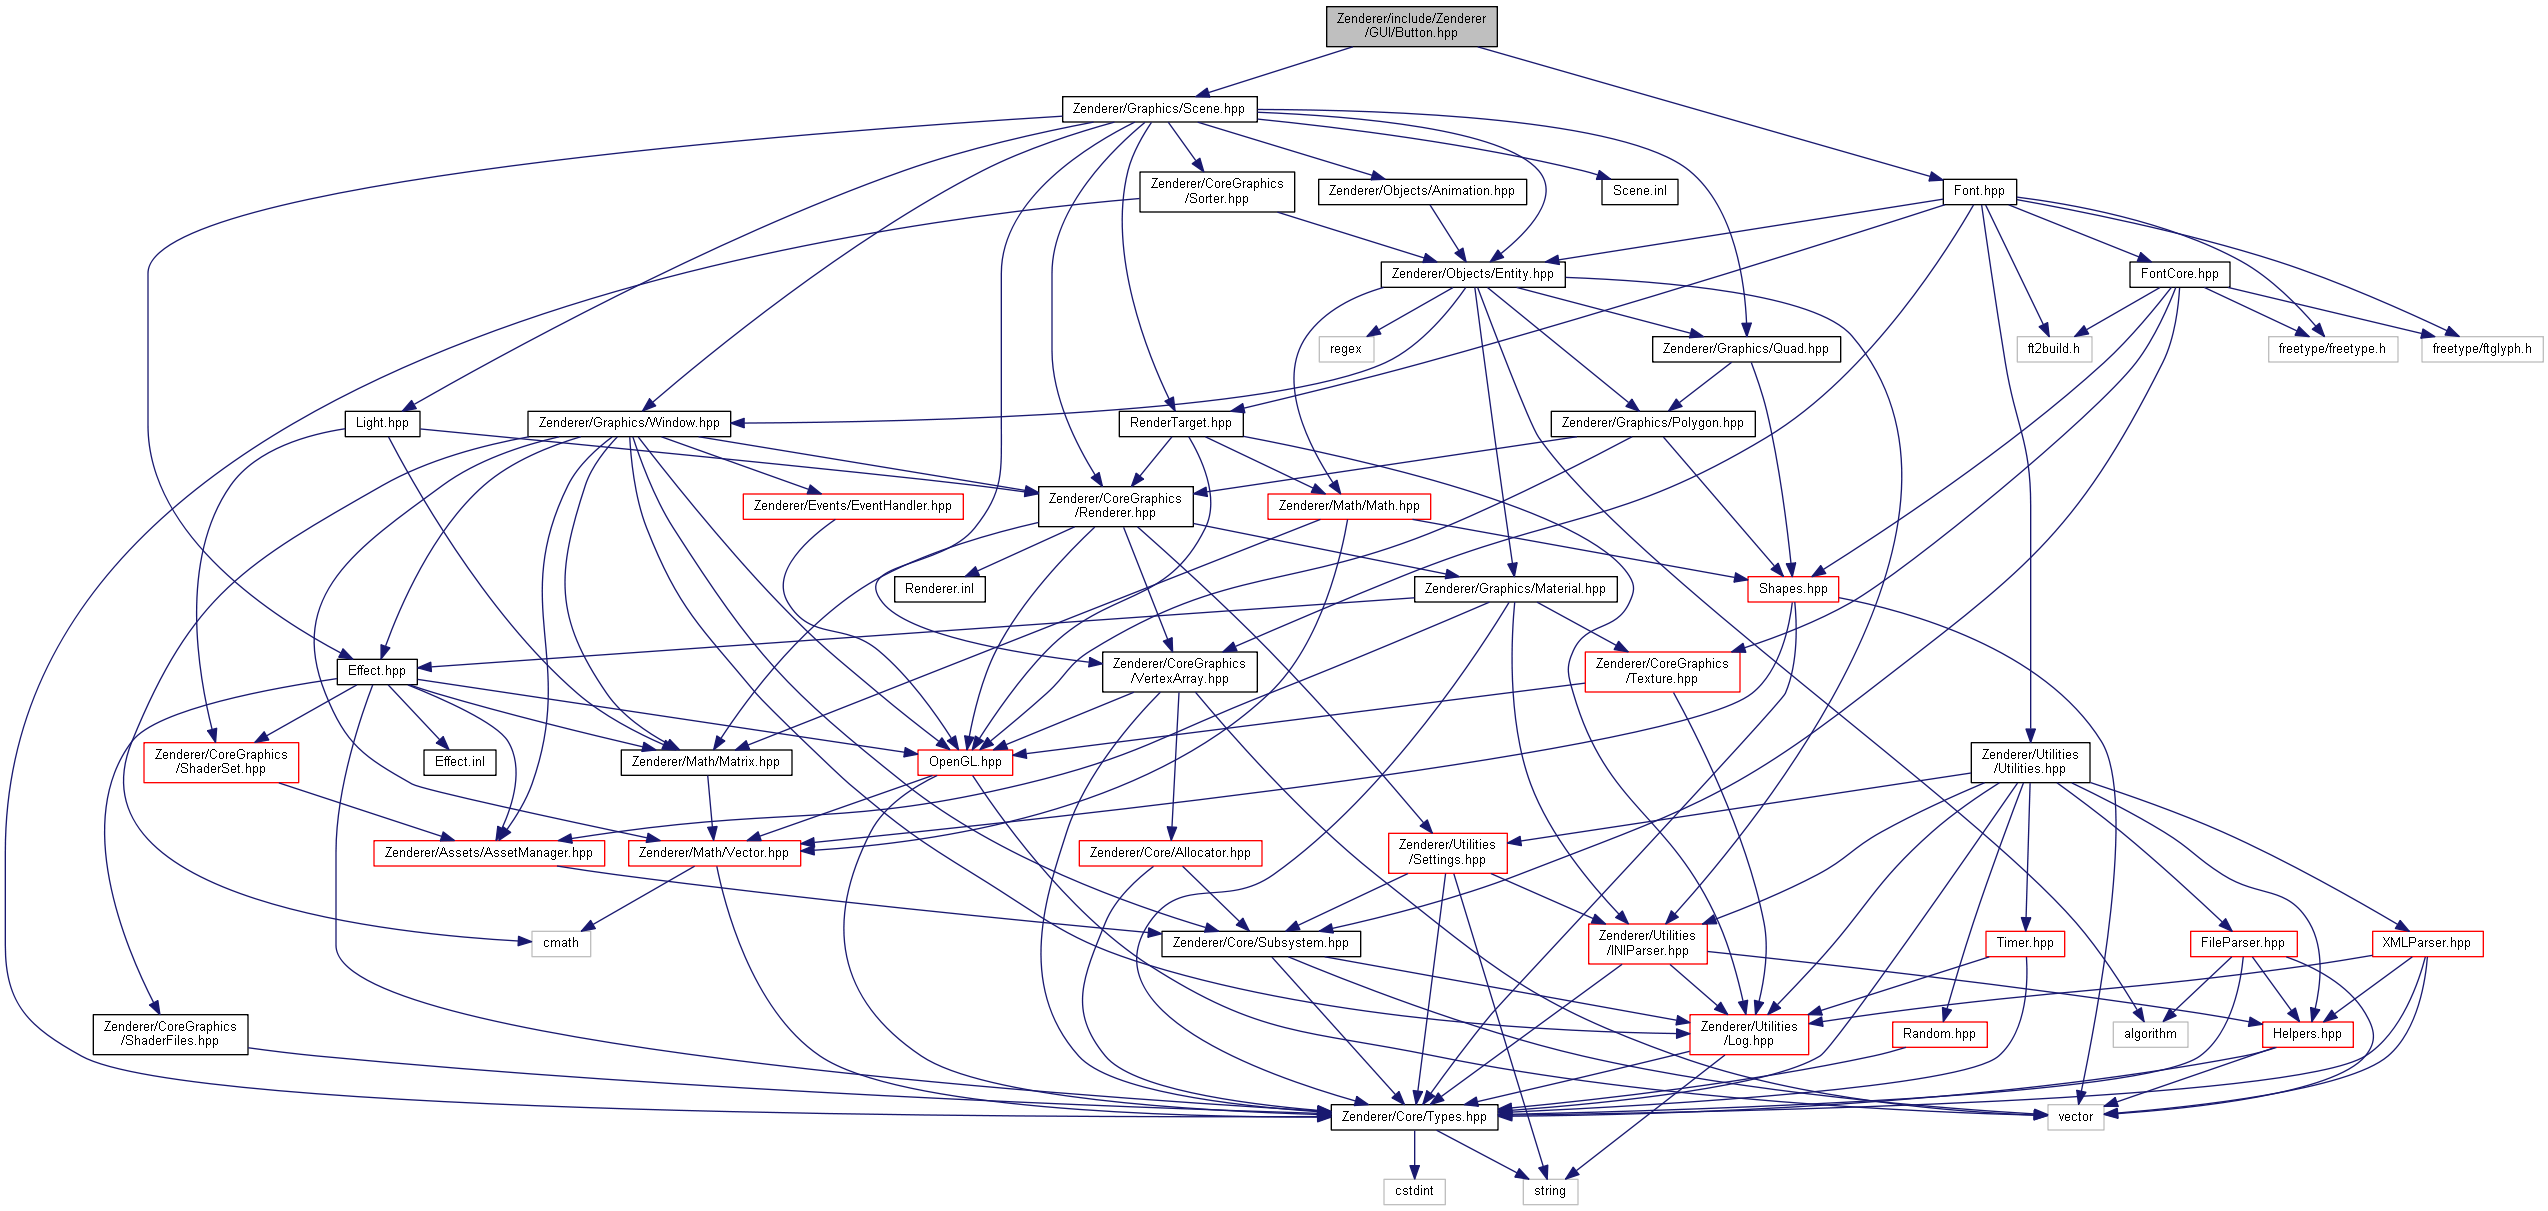 Zenderer/include/Zenderer
/GUI/Button.hpp
Zenderer/Graphics/Scene.hpp
Zenderer/CoreGraphics
/Sorter.hpp
Zenderer/Objects/Animation.hpp
Scene.inl
Font.hpp
Zenderer/Objects/Entity.hpp
FontCore.hpp
regex
Zenderer/Graphics/Quad.hpp
ft2build.h
freetype/freetype.h
freetype/ftglyph.h
Light.hpp
Zenderer/Graphics/Window.hpp
RenderTarget.hpp
Zenderer/Graphics/Polygon.hpp
Zenderer/Events/EventHandler.hpp
Zenderer/CoreGraphics
/Renderer.hpp
Zenderer/Math/Math.hpp
Renderer.inl
Zenderer/Graphics/Material.hpp
Shapes.hpp
Effect.hpp
Zenderer/CoreGraphics
/VertexArray.hpp
Zenderer/CoreGraphics
/Texture.hpp
Zenderer/CoreGraphics
/ShaderSet.hpp
Effect.inl
Zenderer/Math/Matrix.hpp
OpenGL.hpp
Zenderer/Utilities
/Utilities.hpp
Zenderer/Assets/AssetManager.hpp
Zenderer/Math/Vector.hpp
Zenderer/Core/Allocator.hpp
Zenderer/Utilities
/Settings.hpp
cmath
Zenderer/Core/Subsystem.hpp
Zenderer/Utilities
/INIParser.hpp
Timer.hpp
FileParser.hpp
XMLParser.hpp
Zenderer/CoreGraphics
/ShaderFiles.hpp
Zenderer/Utilities
/Log.hpp
Random.hpp
algorithm
Helpers.hpp
Zenderer/Core/Types.hpp
vector
cstdint
string